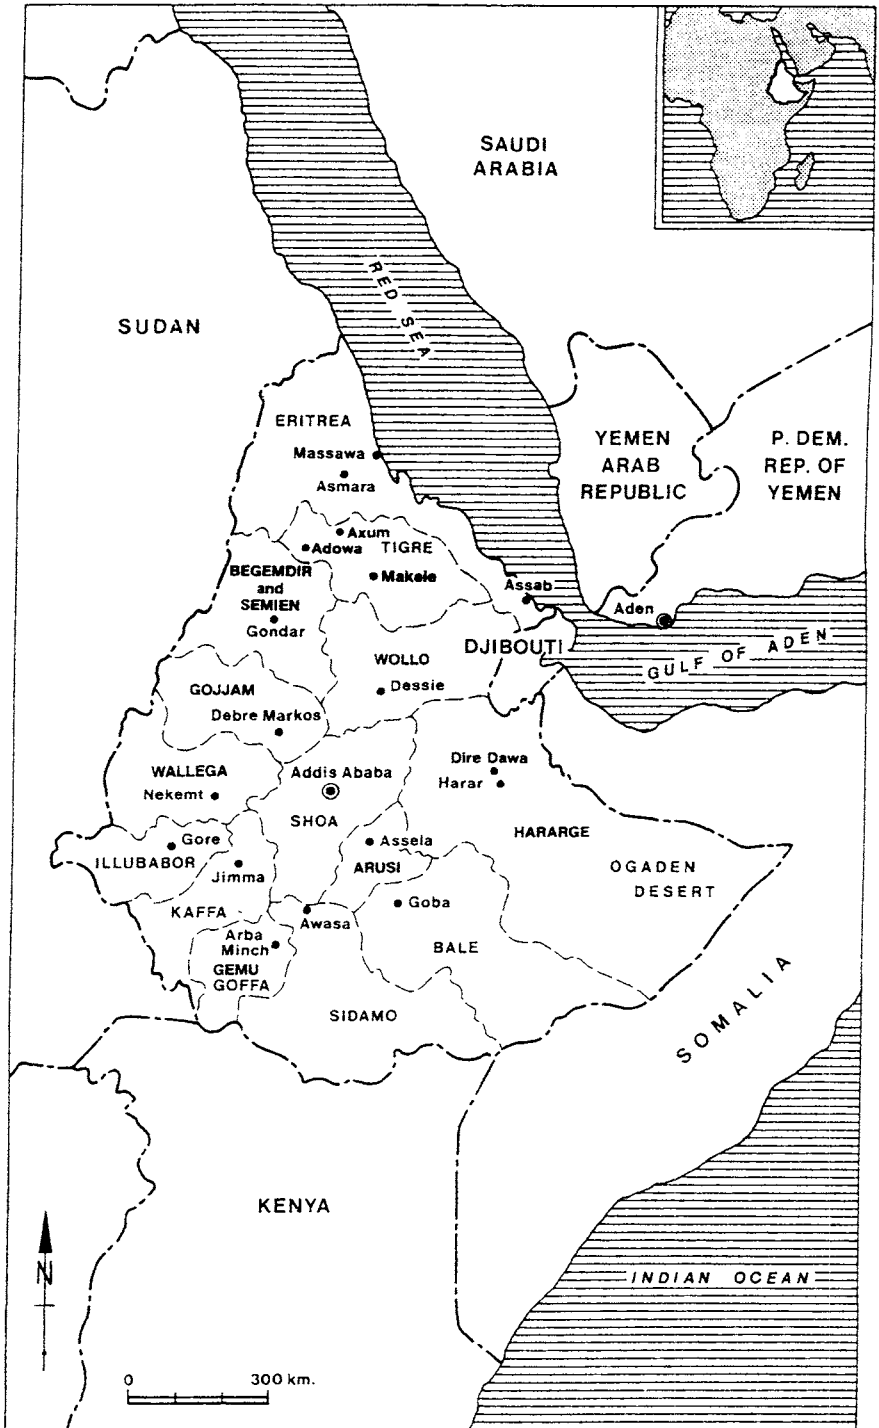 SAUDI
ARABIA
RED SEA
SUDAN
ERITREA
Massawa
Asmara
YEMEN
ARAB
REPUBLIC
P. DEM.
REP. OF
YEMEN
Axum
Adowa
TIGRE
Makele
BEGEMDIR
and
SEMIEN
Gondar
Assab
Aden
DJIBOUTI
GULF OF ADEN
WOLLO
Dessie
GOJJAM
Debre Markos
WALLEGA
Nekemt
Addis Ababa
SHOA
Dire Dawa
Harar
HARARGE
OGADEN
DESERT
Gore
ILLUBABOR
Jimma
Assela
ARUSI
KAFFA
Awasa
Goba
Arba
Minch
GEMU
GOFFA
BALE
SIDAMO
SOMALIA
KENYA
INDIAN OCEAN
N
0 300 km.